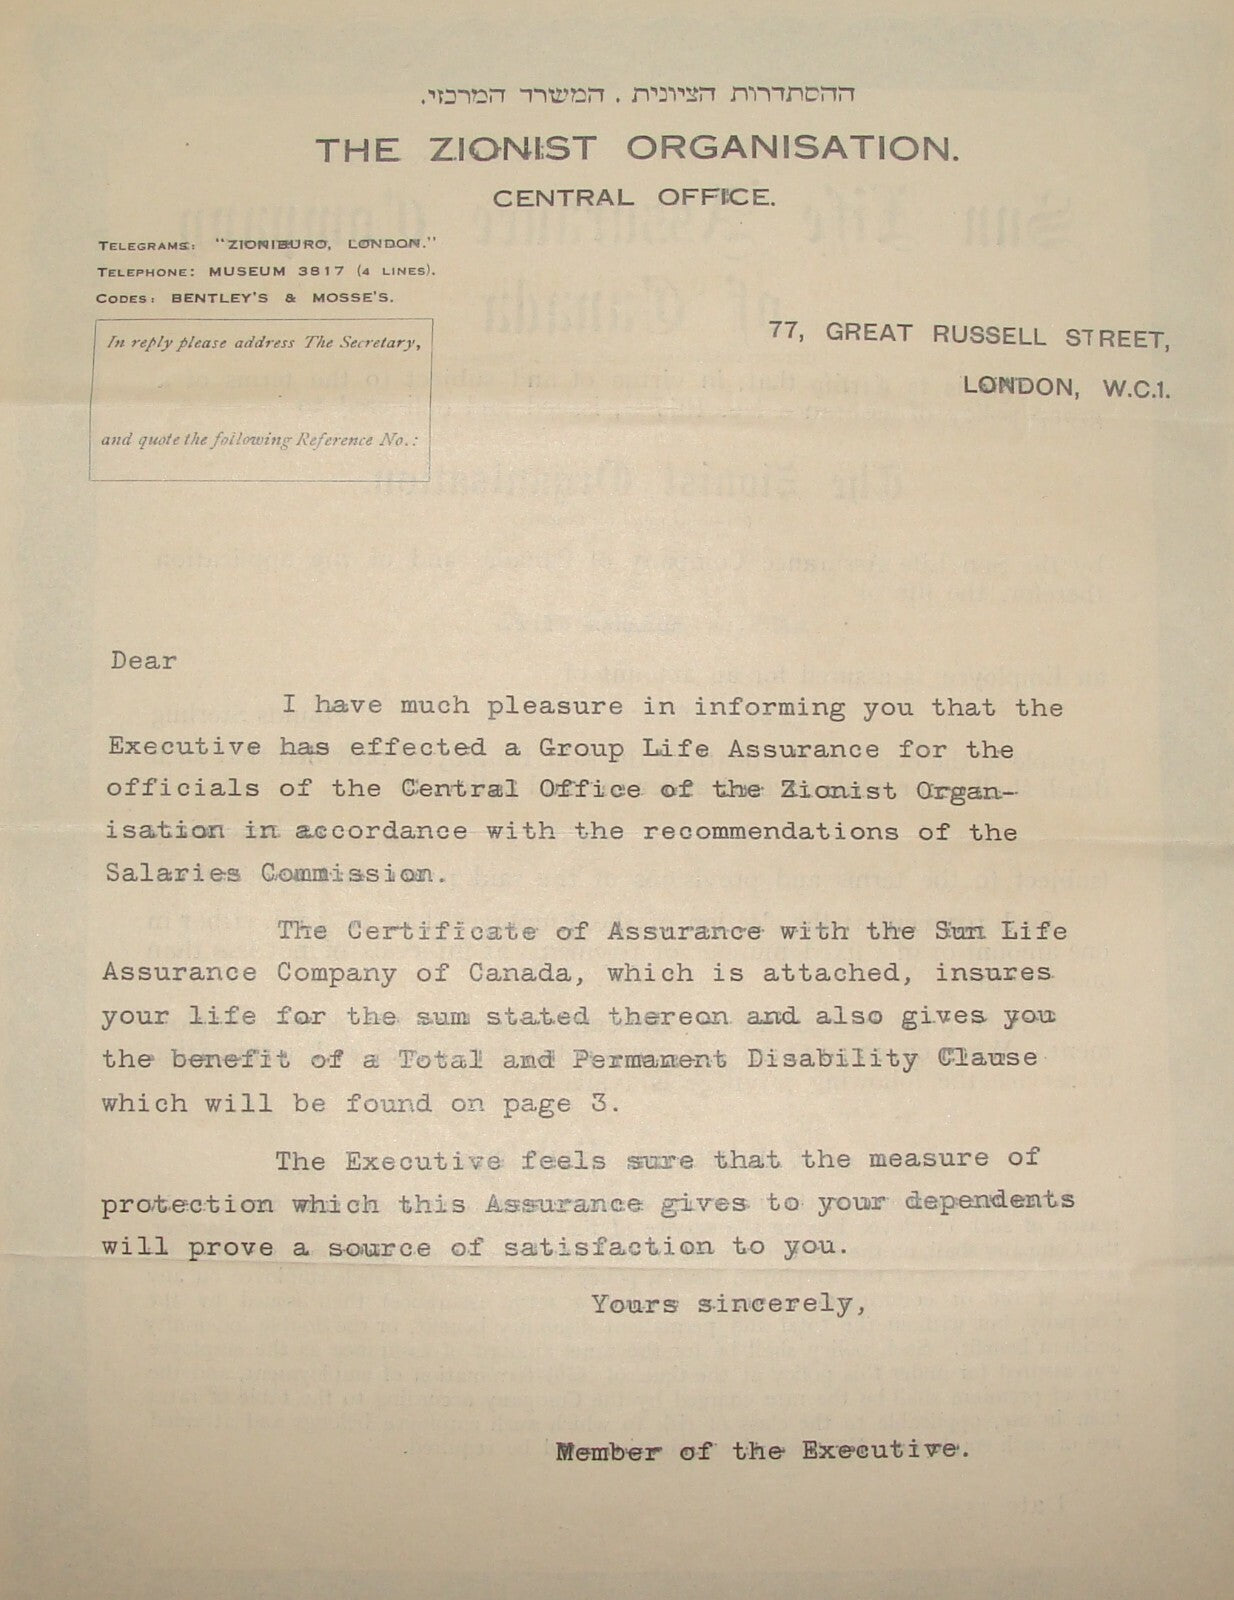 ההסתדרות הציונית . המשרד המרכזי.
THE ZIONIST ORGANISATION.
CENTRAL OFFICE.
TELEGRAMS: "ZIONIBURO, LONDON."
TELEPHONE: MUSEUM 3817 (4 LINES).
CODES: BENTLEY'S & MOSSE'S.
In reply please address The Secretary,
and quote the following Reference No.:
77, GREAT RUSSELL STREET,
LONDON, W.C.1.
Dear
I have much pleasure in informing you that the
Executive has effected a Group Life Assurance for the
officials of the Central Office of the Zionist Organ-
isation in accordance with the recommendations of the
Salaries Commission.
The Certificate of Assurance with the Sun Life
Assurance Company of Canada, which is attached, insures
your life for the sum stated thereon and also gives you
the benefit of a Total and Permanent Disability Clause
which will be found on page 3.
The Executive feels sure that the measure of
protection which this Assurance gives to your dependents
will prove a source of satisfaction to you.
Yours sincerely,
Member of the Executive.